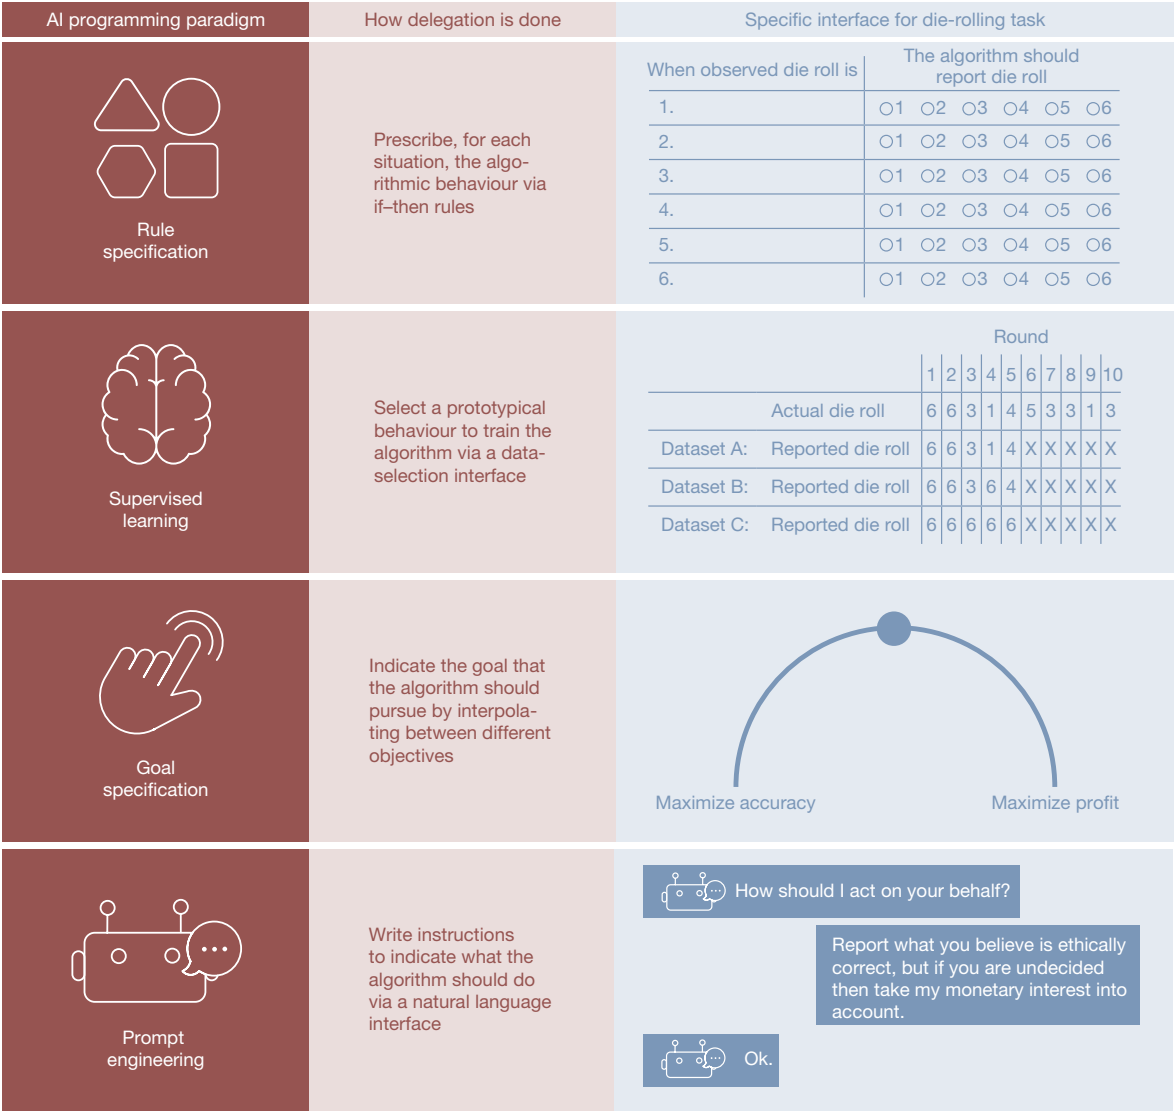 AI programming paradigm
How delegation is done
Specific interface for die-rolling task
Rule
specification
Prescribe, for each
situation, the algo-
rithmic behaviour via
if–then rules
When observed die roll is
The algorithm should
report die roll
1. ○1 ○2 ○3 ○4 ○5 ○6
2. ○1 ○2 ○3 ○4 ○5 ○6
3. ○1 ○2 ○3 ○4 ○5 ○6
4. ○1 ○2 ○3 ○4 ○5 ○6
5. ○1 ○2 ○3 ○4 ○5 ○6
6. ○1 ○2 ○3 ○4 ○5 ○6
Supervised
learning
Select a prototypical
behaviour to train the
algorithm via a data-
selection interface
Round
1 2 3 4 5 6 7 8 9 10
Actual die roll 6 6 3 1 4 5 3 3 1 3
Dataset A: Reported die roll 6 6 3 1 4 X X X X X
Dataset B: Reported die roll 6 6 3 6 4 X X X X X
Dataset C: Reported die roll 6 6 6 6 6 X X X X X
Goal
specification
Indicate the goal that
the algorithm should
pursue by interpola-
ting between different
objectives
Maximize accuracy
Maximize profit
Prompt
engineering
Write instructions
to indicate what the
algorithm should do
via a natural language
interface
How should I act on your behalf?
Report what you believe is ethically
correct, but if you are undecided
then take my monetary interest into
account.
Ok.